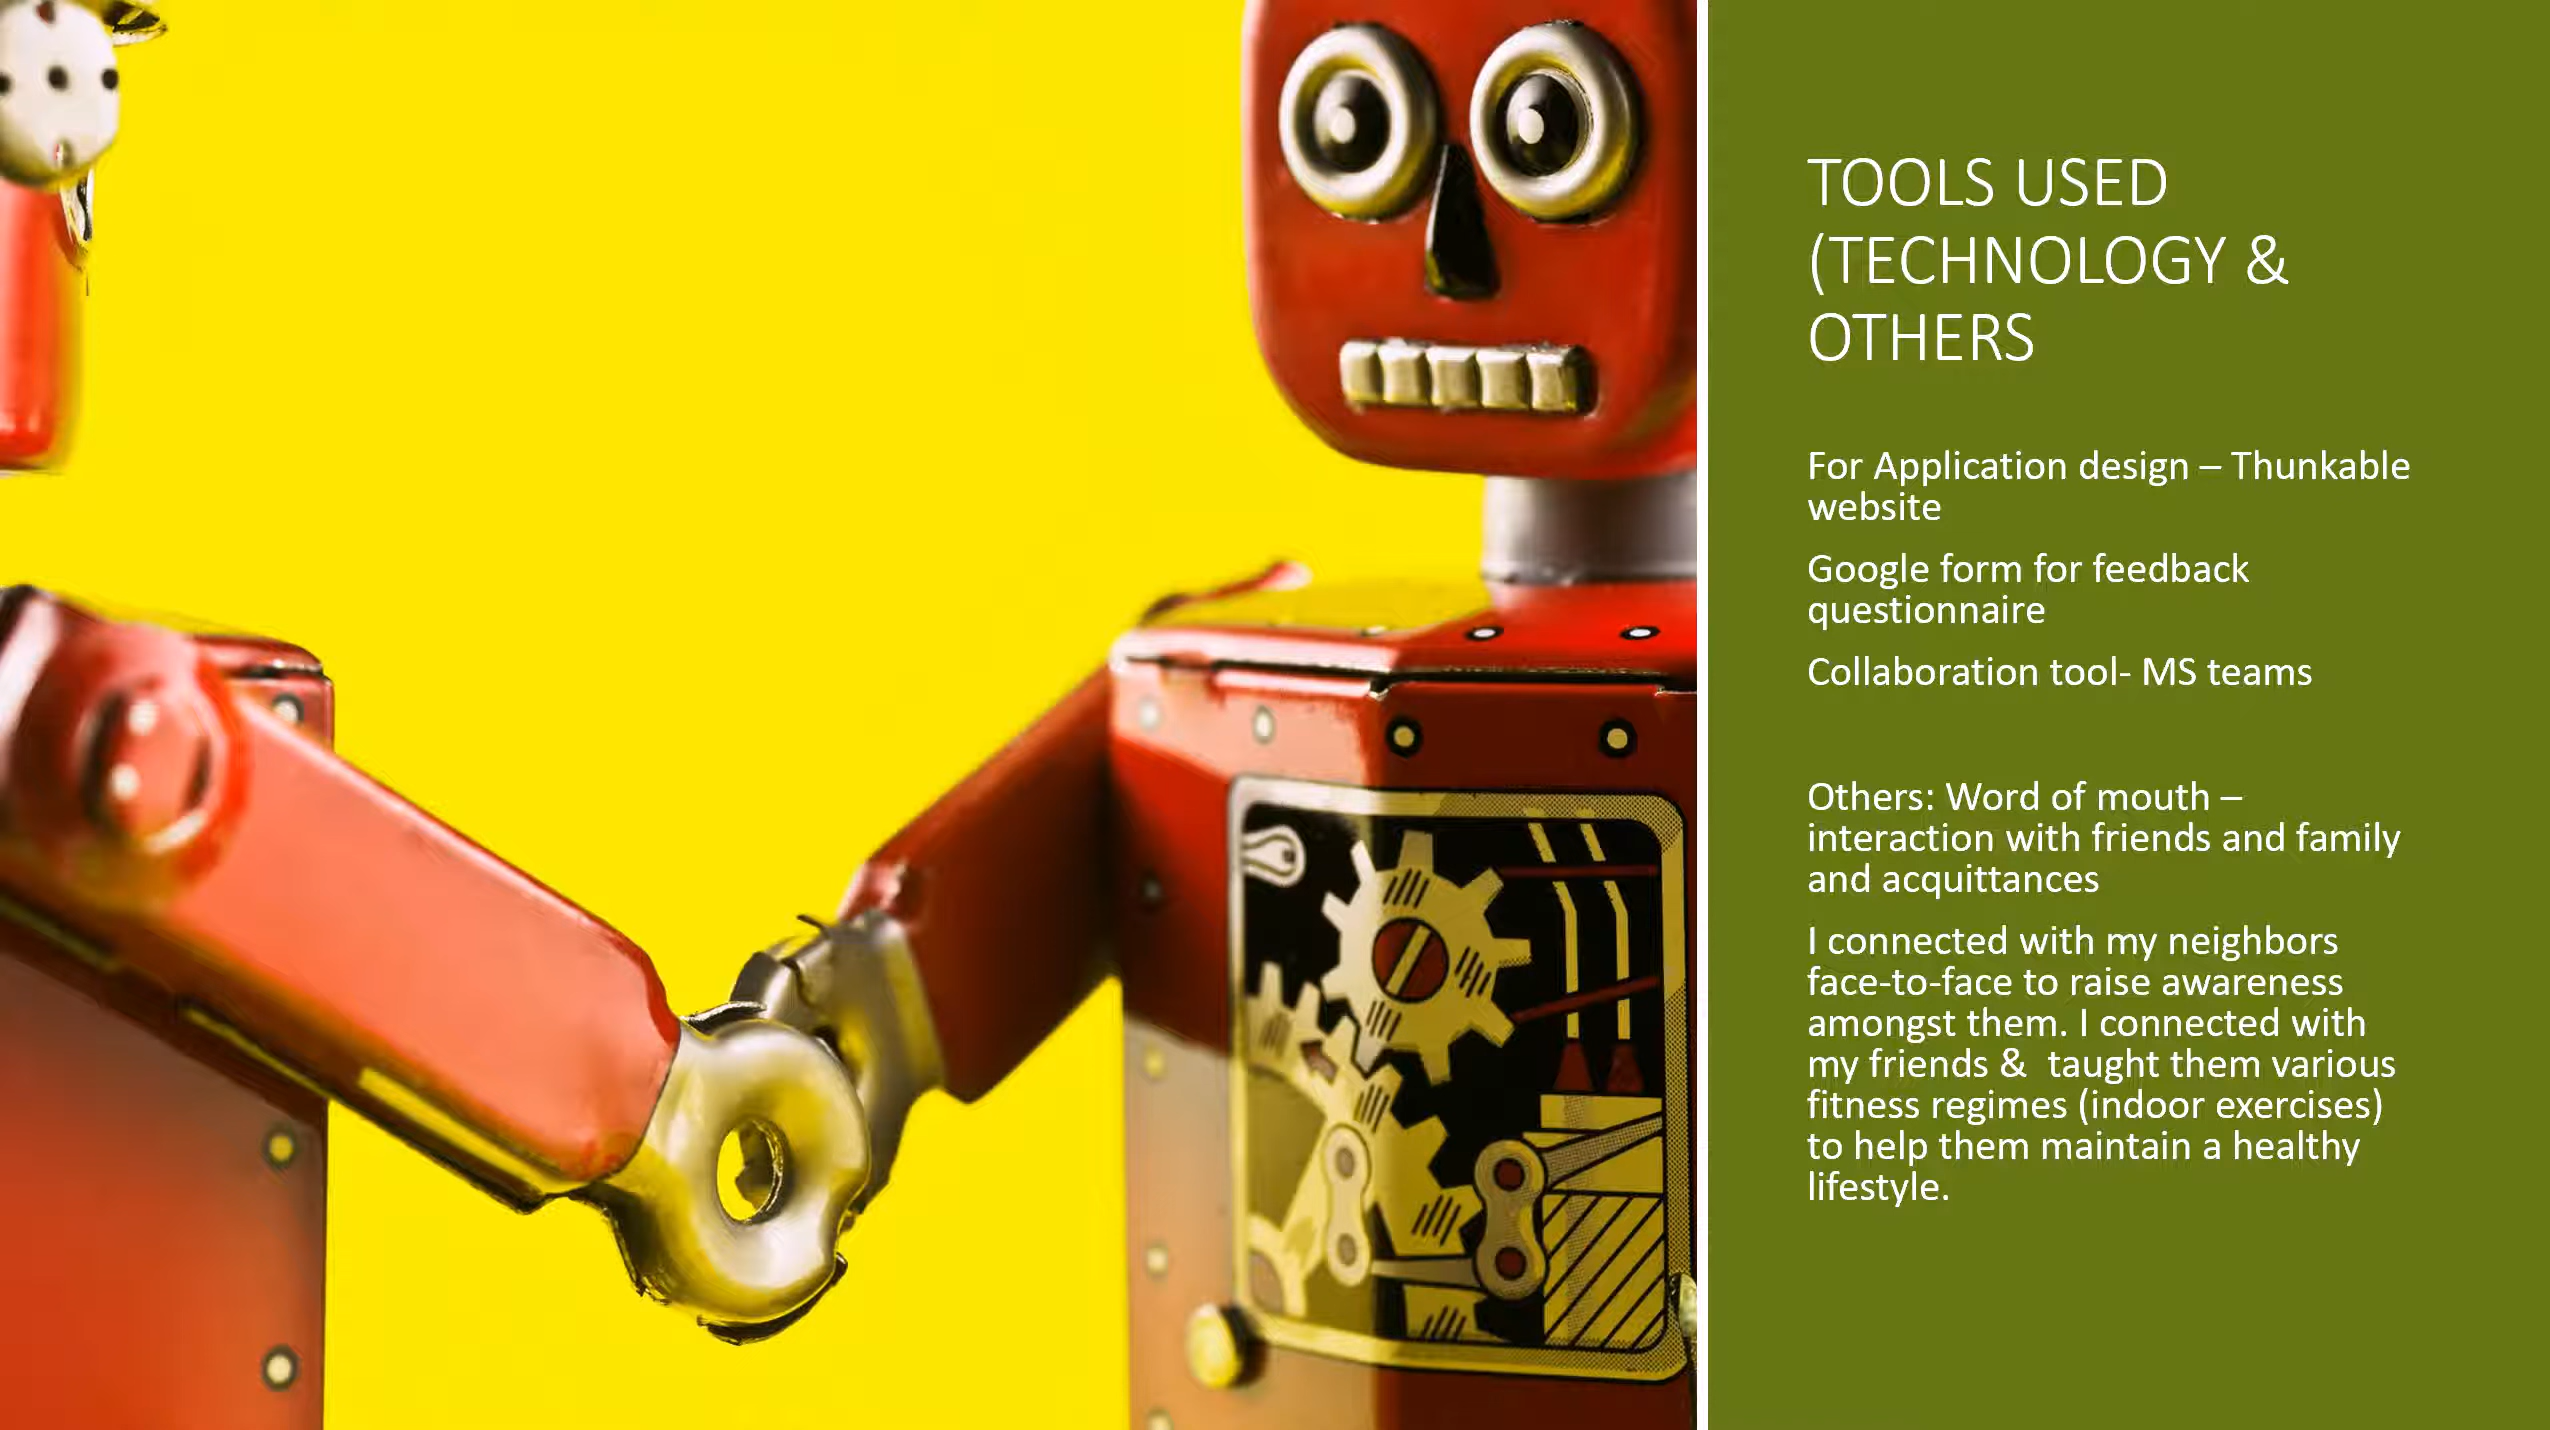 TOOLS USED
(TECHNOLOGY &
OTHERS
For Application design – Thunkable
website
Google form for feedback
questionnaire
Collaboration tool- MS teams
Others: Word of mouth –
interaction with friends and family
and acquittances
I connected with my neighbors
face-to-face to raise awareness
amongst them. I connected with
my friends &  taught them various
fitness regimes (indoor exercises)
to help them maintain a healthy
lifestyle.